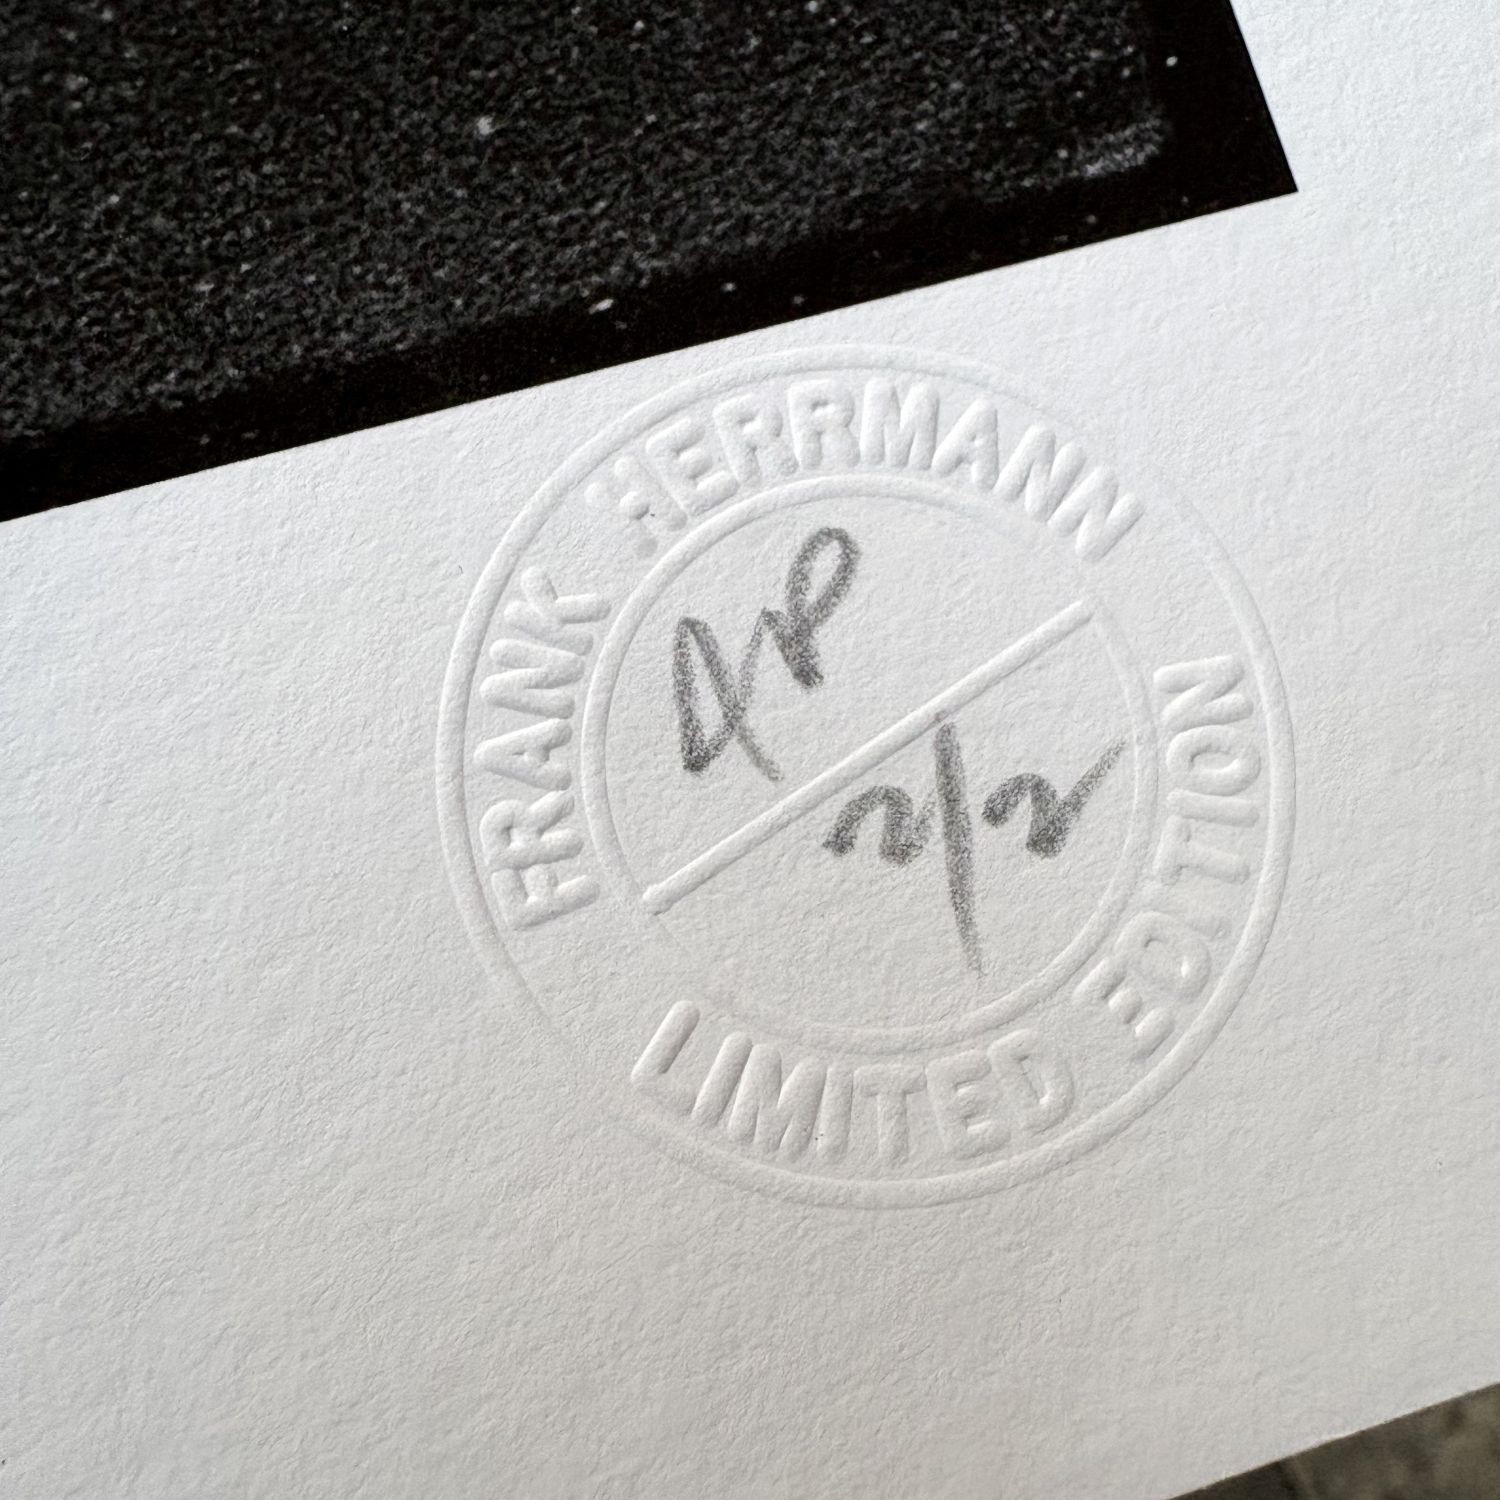 FRANK HERRMANN
AP
2/2
LIMITED EDITION